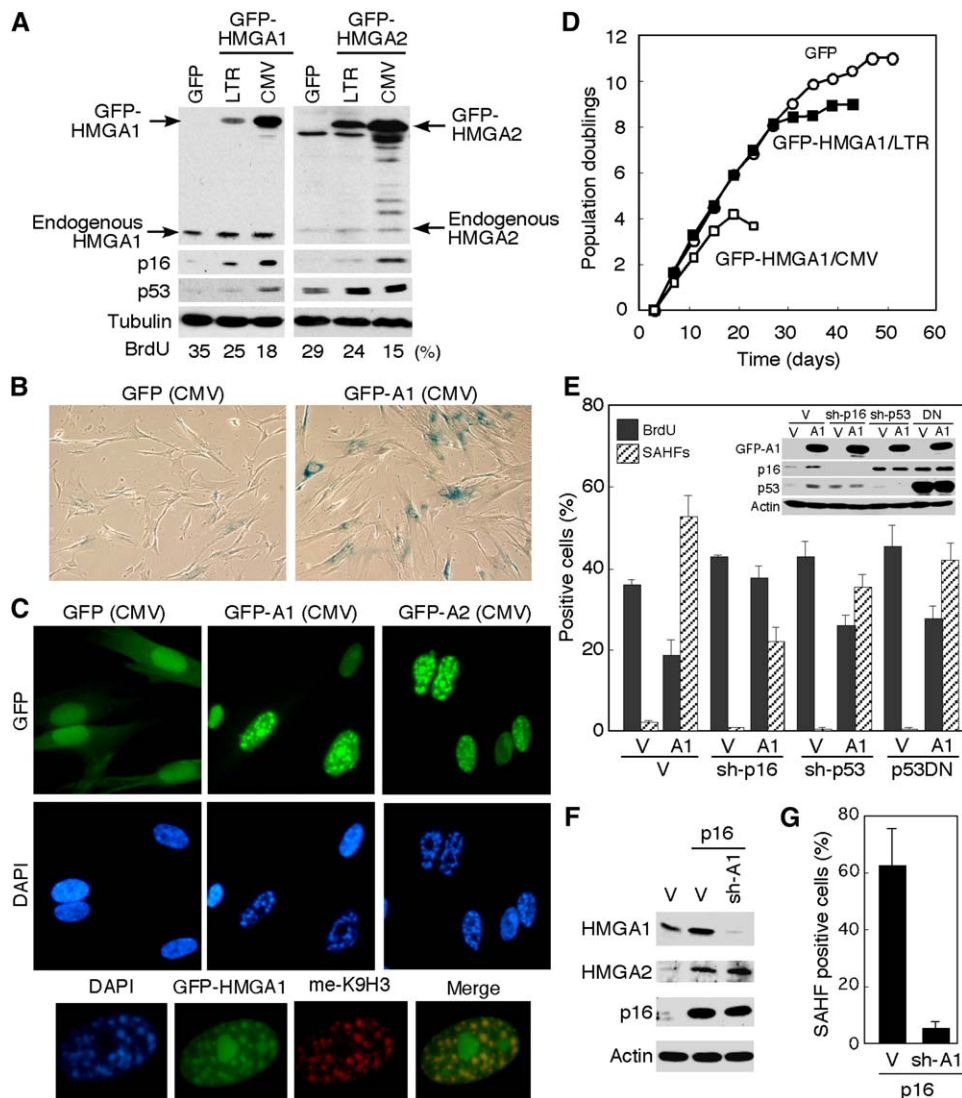 A
GFP-
HMGA1
GFP-
HMGA2
GFP
LTR
CMV
GFP
LTR
CMV
GFP-
HMGA1
GFP-
HMGA2
Endogenous
HMGA1
Endogenous
HMGA2
p16
p53
Tubulin
BrdU 35 25 18 29 24 15 (%)
B
GFP (CMV) GFP-A1 (CMV)
C
GFP (CMV) GFP-A1 (CMV) GFP-A2 (CMV)
GFP
DAPI
DAPI GFP-HMGA1 me-K9H3 Merge
D
Population doublings
12
10
8
6
4
2
0
GFP
GFP-HMGA1/LTR
GFP-HMGA1/CMV
0 10 20 30 40 50 60
Time (days)
E
Positive cells (%)
80
60
40
20
0
BrdU
SAHFs
V sh-p16 sh-p53 DN
V A1 V A1 V A1 V A1
GFP-A1
p16
p53
Actin
V A1 V A1 V A1 V A1
V sh-p16 sh-p53 p53DN
F
p16
V V sh-A1
HMGA1
HMGA2
p16
Actin
G
SAHF positive cells (%)
80
60
40
20
0
V sh-A1
p16